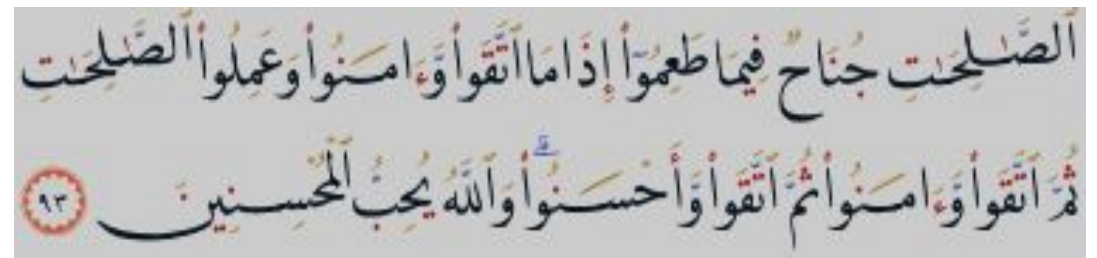 ٱلصَّٰلِحَٰتِ جُنَاحٌ فِيمَا طَعِمُوٓا۟ إِذَا مَا ٱتَّقَوا۟ وَّءَامَنُوا۟ وَعَمِلُوا۟ ٱلصَّٰلِحَٰتِ
ثُمَّ ٱتَّقَوا۟ وَّءَامَنُوا۟ ثُمَّ ٱتَّقَوا۟ وَّأَحْسَنُوا۟ ۗ وَٱللَّهُ يُحِبُّ ٱلْمُحْسِنِينَ ٩٣